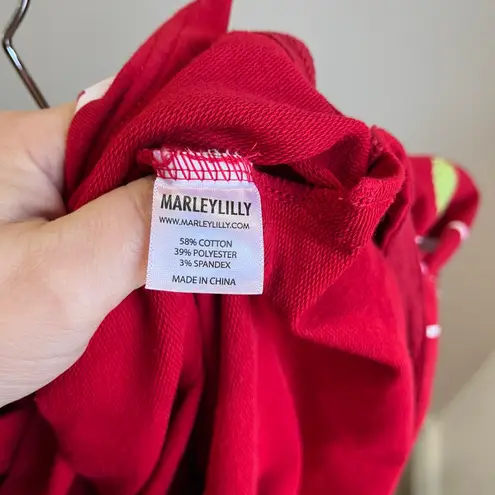 MARLEYLILLY
WWW.MARLEYLILLY.COM
58% COTTON
39% POLYESTER
3% SPANDEX
MADE IN CHINA